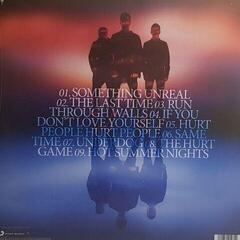 01. SOMETHING UNREAL
02. THE LAST TIME 03. RUN
THROUGH WALLS 04. IF YOU
DON'T LOVE YOURSELF 05. HURT
PEOPLE HURT PEOPLE 06. SAME
TIME 07. UNDERDOG 08. THE HURT
GAME 09. HOT SUMMER NIGHTS